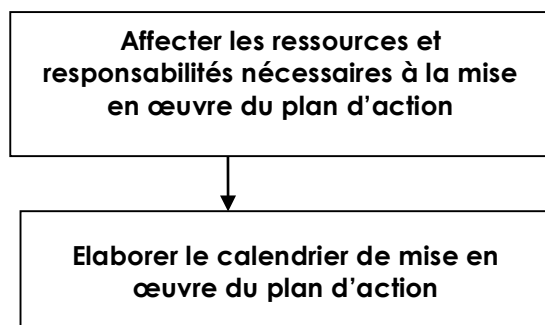 Affecter les ressources et
responsabilités nécessaires à la mise
en œuvre du plan d’action
Elaborer le calendrier de mise en
œuvre du plan d’action